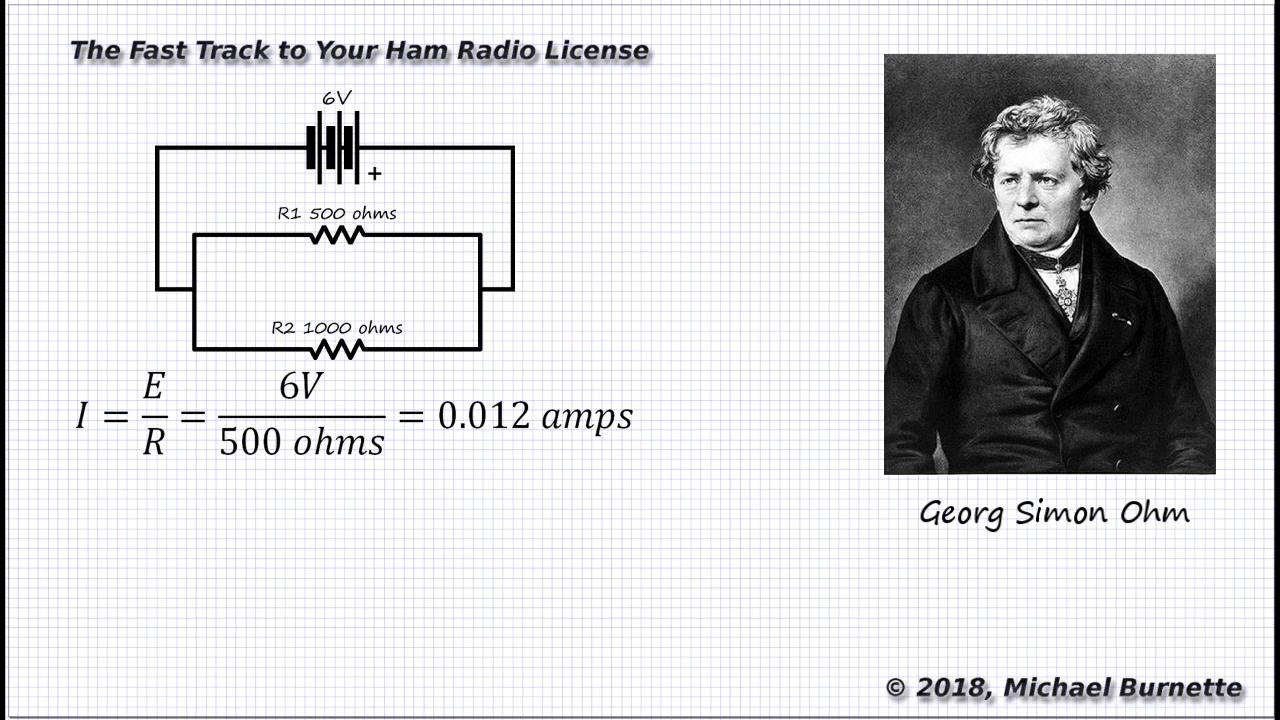 The Fast Track to Your Ham Radio License
6V
+
R1 500 ohms
R2 1000 ohms
I = E/R = 6V/500 ohms = 0.012 amps
Georg Simon Ohm
© 2018, Michael Burnette